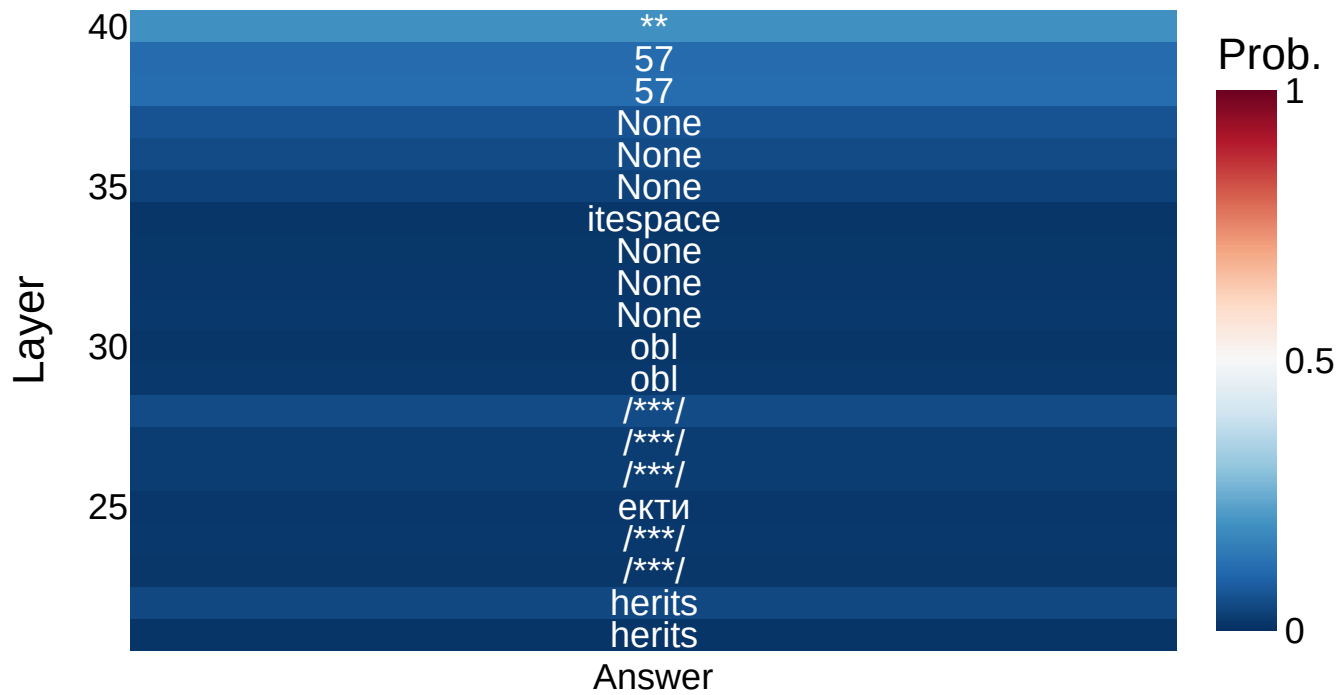 40
**
57
57
None
None
35
None
itespace
None
None
None
30
obl
obl
/***/
/***/
/***/
25
екти
/***/
/***/
herits
herits
Layer
Answer
Prob.
1
0.5
0